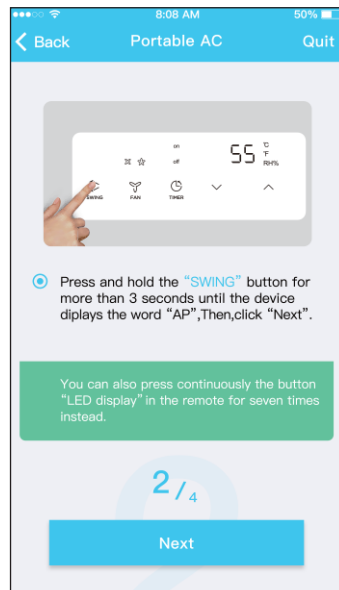 8:08 AM
50%
Back
Portable AC
Quit
on
off
55
°C
°F
RH%
SWING
FAN
TIMER
Press and hold the “SWING” button for
more than 3 seconds until the device
diplays the word “AP”,Then,click “Next”.
You can also press continuously the button
“LED display” in the remote for seven times
instead.
2/4
Next